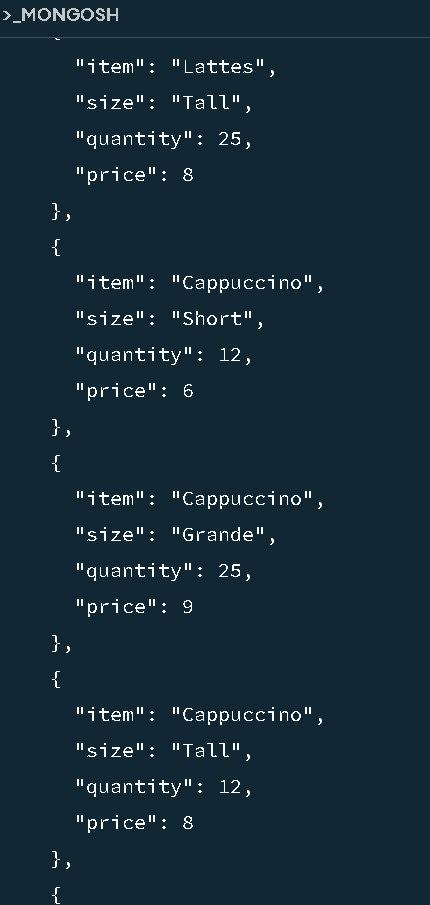 >_MONGOSH
{
"item": "Lattes",
"size": "Tall",
"quantity": 25,
"price": 8
},
{
"item": "Cappuccino",
"size": "Short",
"quantity": 12,
"price": 6
},
{
"item": "Cappuccino",
"size": "Grande",
"quantity": 25,
"price": 9
},
{
"item": "Cappuccino",
"size": "Tall",
"quantity": 12,
"price": 8
},
{